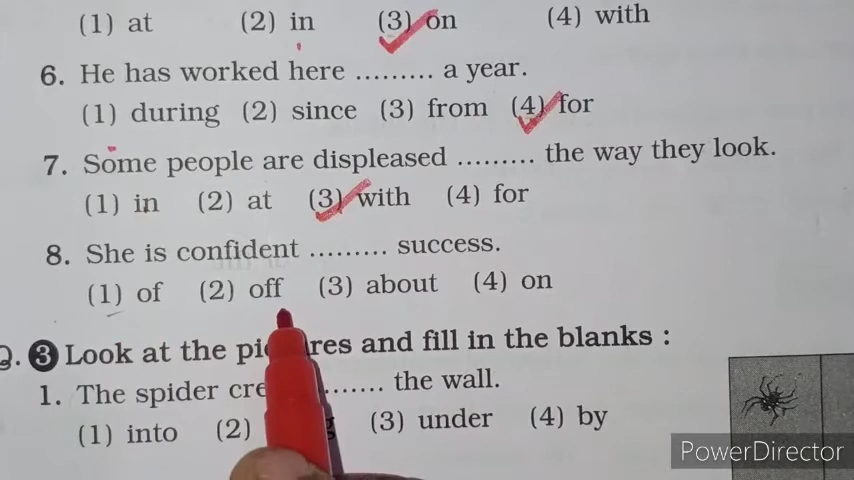 (1) at (2) in (3) on (4) with
6. He has worked here ......... a year.
(1) during (2) since (3) from (4) for
7. Some people are displeased ......... the way they look.
(1) in (2) at (3) with (4) for
8. She is confident ......... success.
(1) of (2) off (3) about (4) on
Q. 3 Look at the pictures and fill in the blanks :
1. The spider ....... the wall.
(1) into (2) (3) under (4) by
PowerDirector